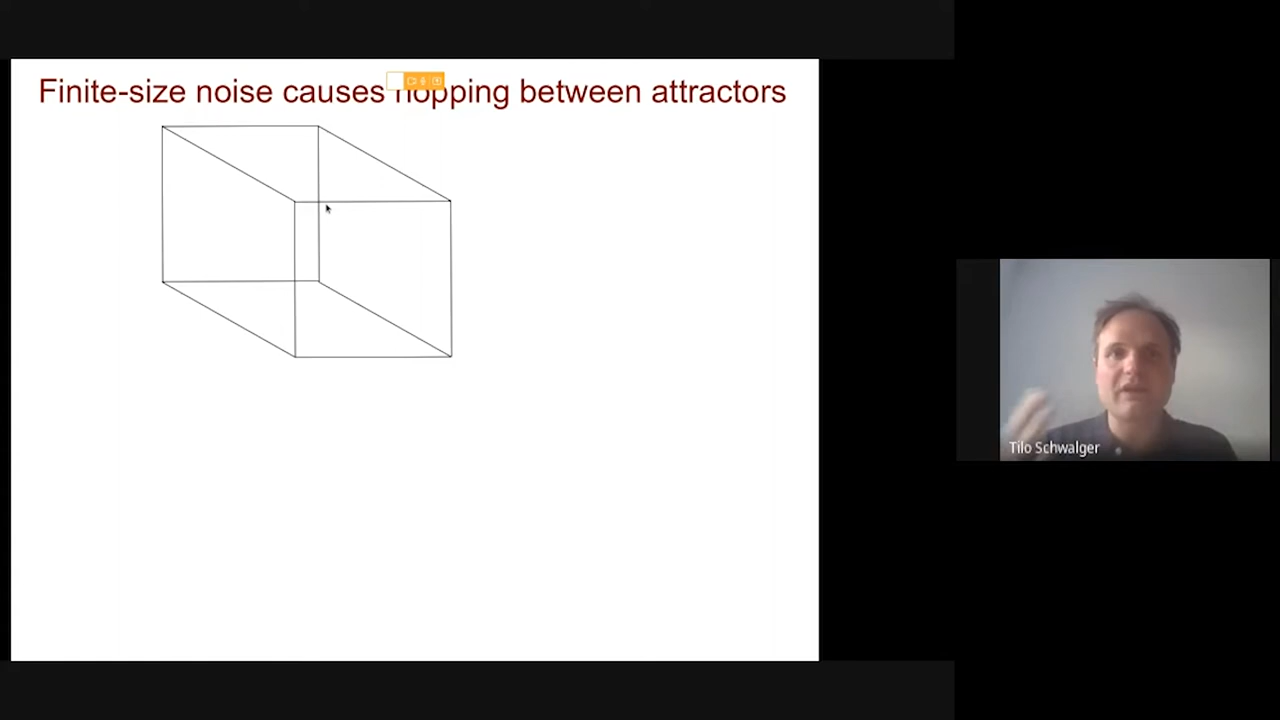 Finite-size noise causes hopping between attractors
Tilo Schwalger